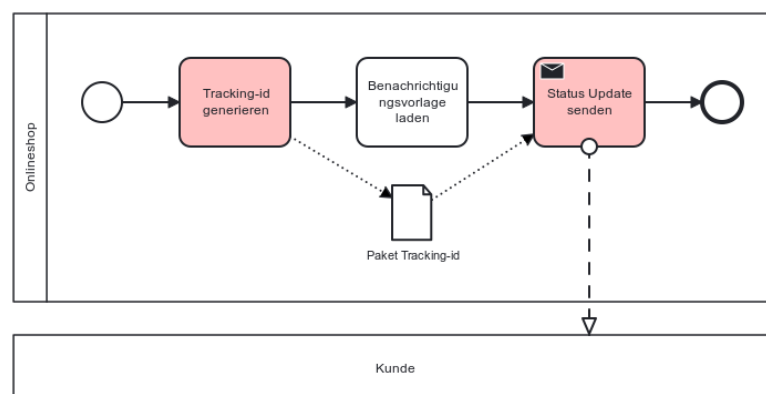 Onlineshop
Tracking-id
generieren
Benachrichtigu
ngsvorlage
laden
Status Update
senden
Paket Tracking-id
Kunde